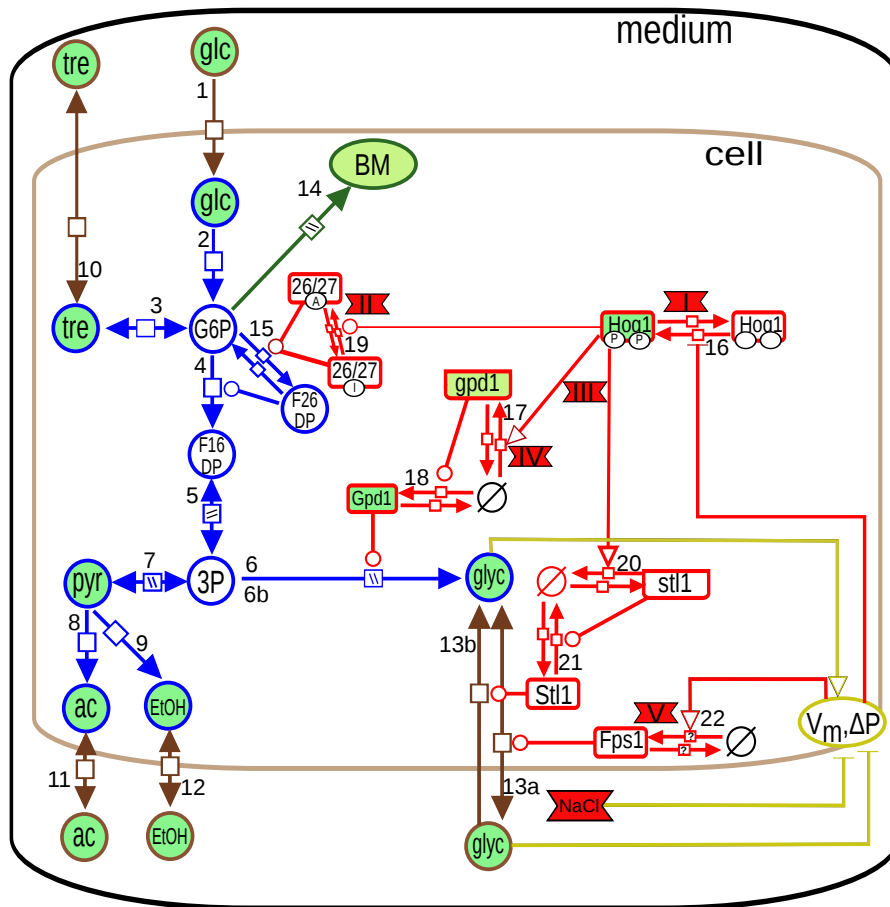 medium
glc
tre
1
cell
BM
14
glc
2
10
3
tre
G6P
15
26/27
A
II
19
26/27
I
Hog1
P P
I
16
Hog1
4
F26
DP
gpd1
17
III
IV
F16
DP
5
18
Gpd1
7
pyr
3P
6
6b
glyc
20
stl1
8
9
13b
21
ac
EtOH
Stl1
V
22
Fps1
?
?
Vm,ΔP
11
12
13a
NaCl
ac
EtOH
glyc